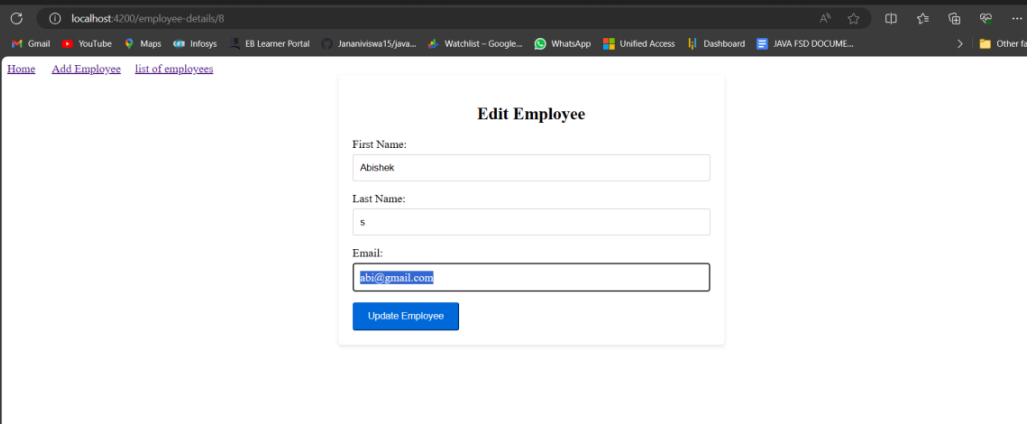 localhost:4200/employee-details/8
Gmail YouTube Maps Infosys EB Learner Portal Jananiviswa15/java... Watchlist – Google... WhatsApp Unified Access Dashboard JAVA FSD DOCUME... Other fa
Home Add Employee list of employees
Edit Employee
First Name:
Abishek
Last Name:
s
Email:
abi@gmail.com
Update Employee